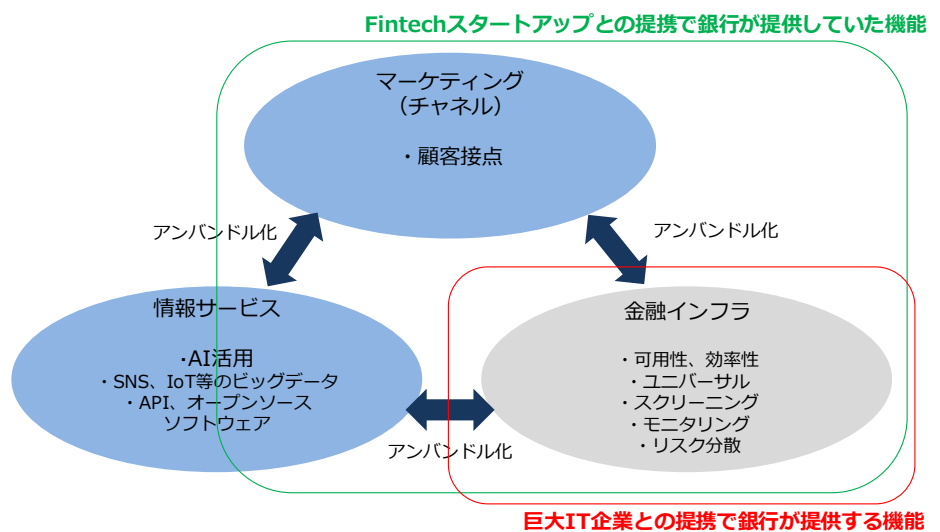 Fintechスタートアップとの提携で銀行が提供していた機能
マーケティング
（チャネル）
・顧客接点
アンバンドル化
アンバンドル化
情報サービス
・AI活用
・SNS、IoT等のビッグデータ
・API、オープンソース
ソフトウェア
金融インフラ
・可用性、効率性
・ユニバーサル
・スクリーニング
・モニタリング
・リスク分散
アンバンドル化
巨大IT企業との提携で銀行が提供する機能